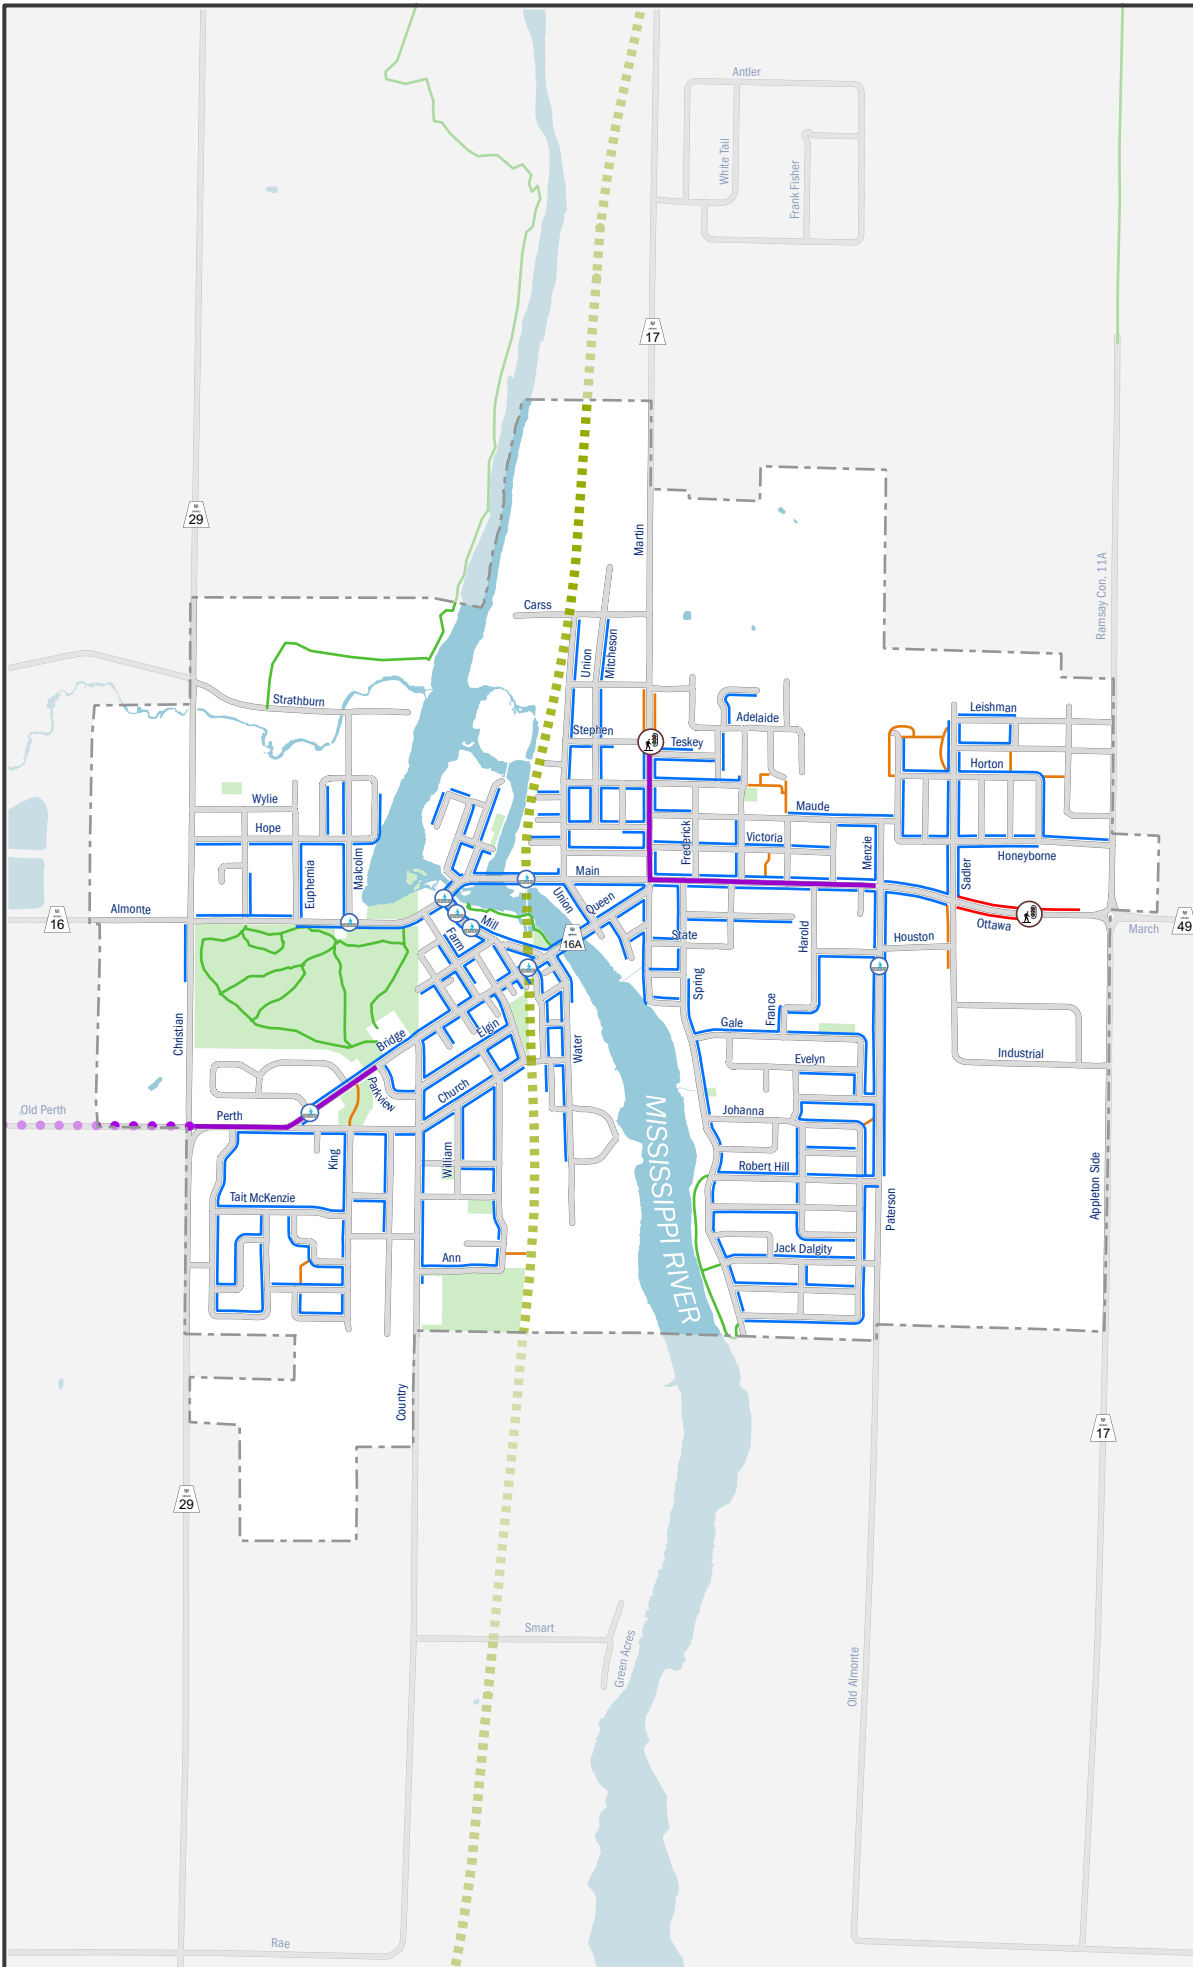 Antler
White Tail
Frank Fisher
17
29
Martin
Ramsay Con. 11A
Carss
Union
Mitcheson
Strathburn
Leishman
Adelaide
Stephen
Teskey
Horton
Wylie
Maude
Hope
Frederick
Victoria
Menzie
Honeyborne
Euphemia
Malcolm
Main
Sadler
Almonte
16
Union
Queen
Mill
Farm
16A
State
Harold
Houston
Ottawa
March
49
Spring
France
Christian
Gale
Bridge
Elgin
Water
Evelyn
Industrial
Parkview
Church
Old Perth
Perth
Johanna
MISSISSIPPI RIVER
King
William
Robert Hill
Tait McKenzie
Paterson
Appleton Side
Ann
Jack Dalgity
Country
17
29
Smart
Green Acres
Old Almonte
Rae